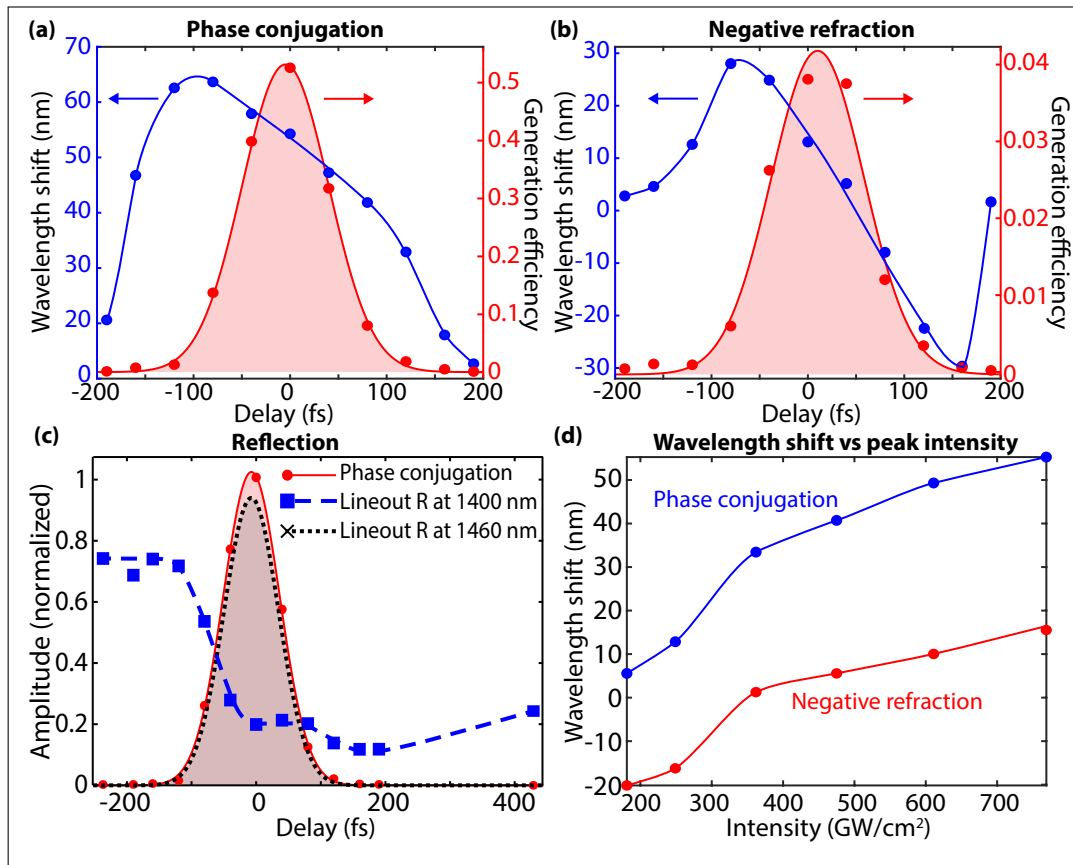 (a)
Phase conjugation
70
60
50
40
30
20
0
Wavelength shift (nm)
0.5
0.4
0.3
0.2
0.1
0
Generation efficiency
-200
-100
0
100
200
Delay (fs)
(b)
Negative refraction
30
20
10
0
-10
-20
-30
Wavelength shift (nm)
0.04
0.03
0.02
0.01
0
Generation efficiency
-200
-100
0
100
200
Delay (fs)
(c)
Reflection
1
0.8
0.6
0.4
0.2
0
Amplitude (normalized)
Phase conjugation
Lineout R at 1400 nm
Lineout R at 1460 nm
-200
0
200
400
Delay (fs)
(d)
Wavelength shift vs peak intensity
50
40
30
20
10
0
-10
-20
Wavelength shift (nm)
Phase conjugation
Negative refraction
200
300
400
500
600
700
Intensity (GW/cm²)